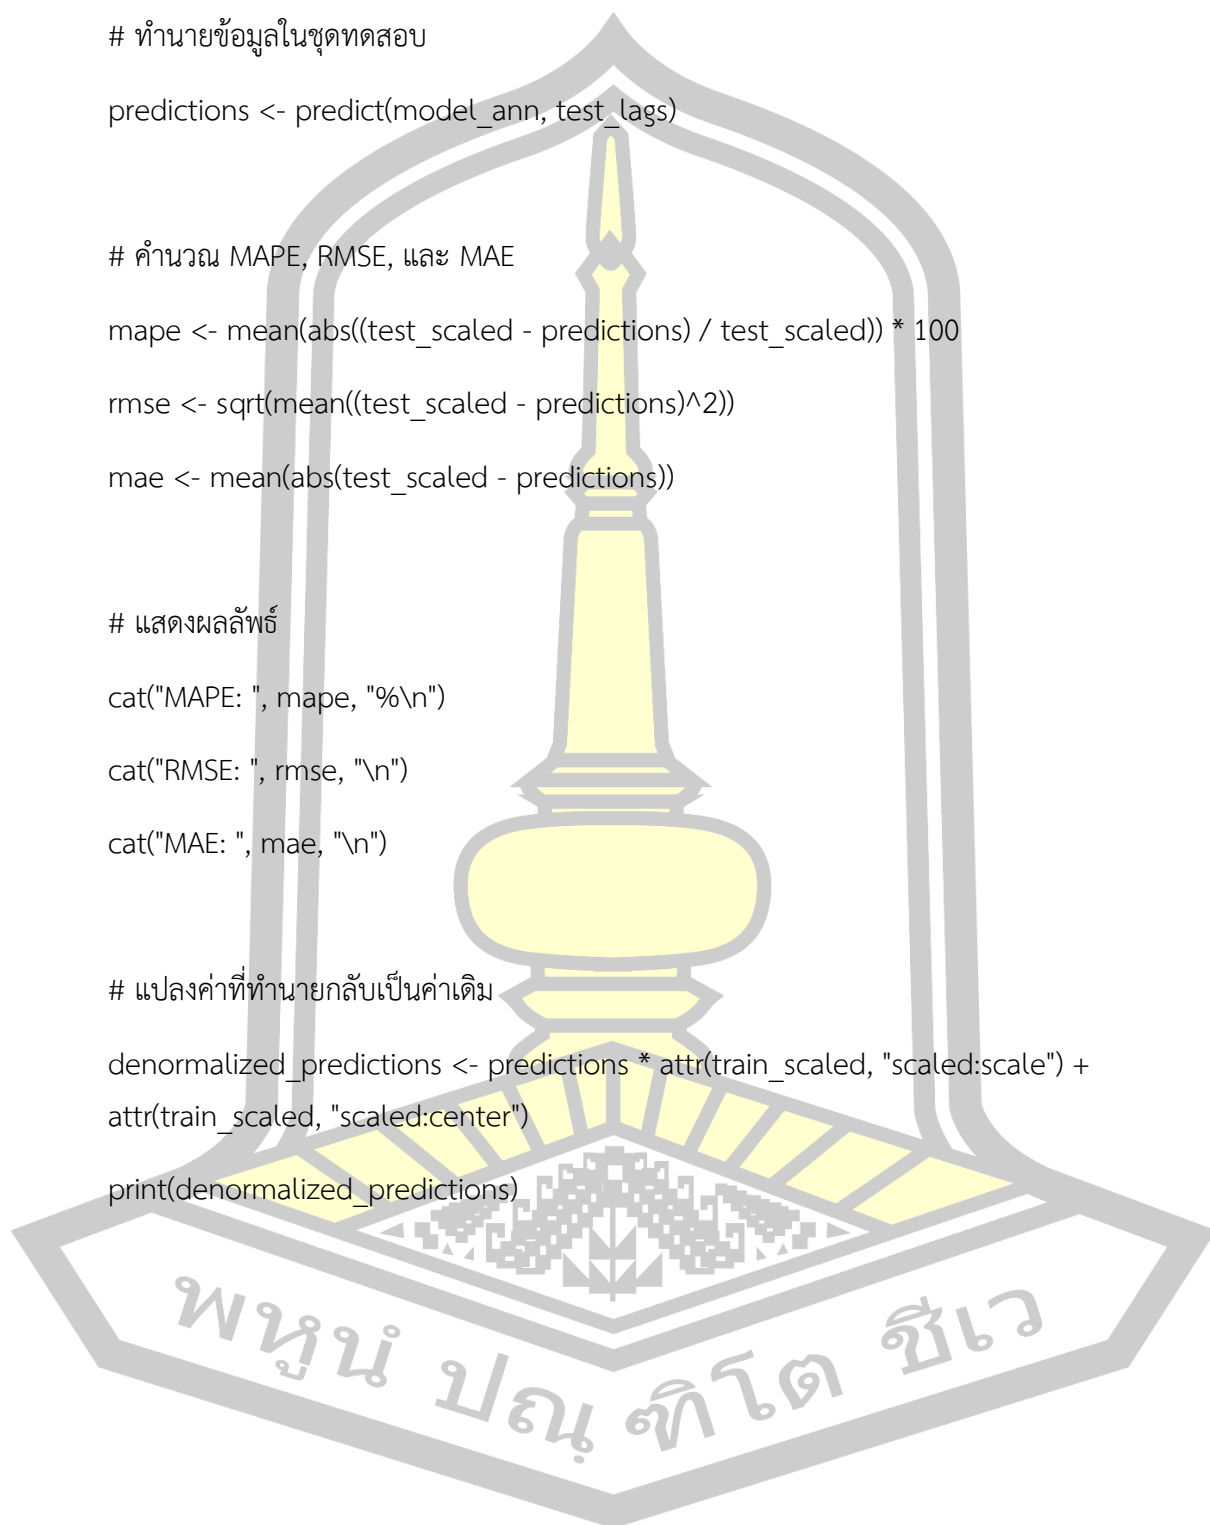 # ทำนายข้อมูลในชุดทดสอบ
predictions <- predict(model_ann, test_lags)
# คำนวณ MAPE, RMSE, และ MAE
mape <- mean(abs((test_scaled - predictions) / test_scaled)) * 100
rmse <- sqrt(mean((test_scaled - predictions)^2))
mae <- mean(abs(test_scaled - predictions))
# แสดงผลลัพธ์
cat("MAPE: ", mape, "%\n")
cat("RMSE: ", rmse, "\n")
cat("MAE: ", mae, "\n")
# แปลงค่าที่ทำนายกลับเป็นค่าเดิม
denormalized_predictions <- predictions * attr(train_scaled, "scaled:scale") +
attr(train_scaled, "scaled:center")
print(denormalized_predictions)
พหูนํ ปณฺฑิโต ชีเว